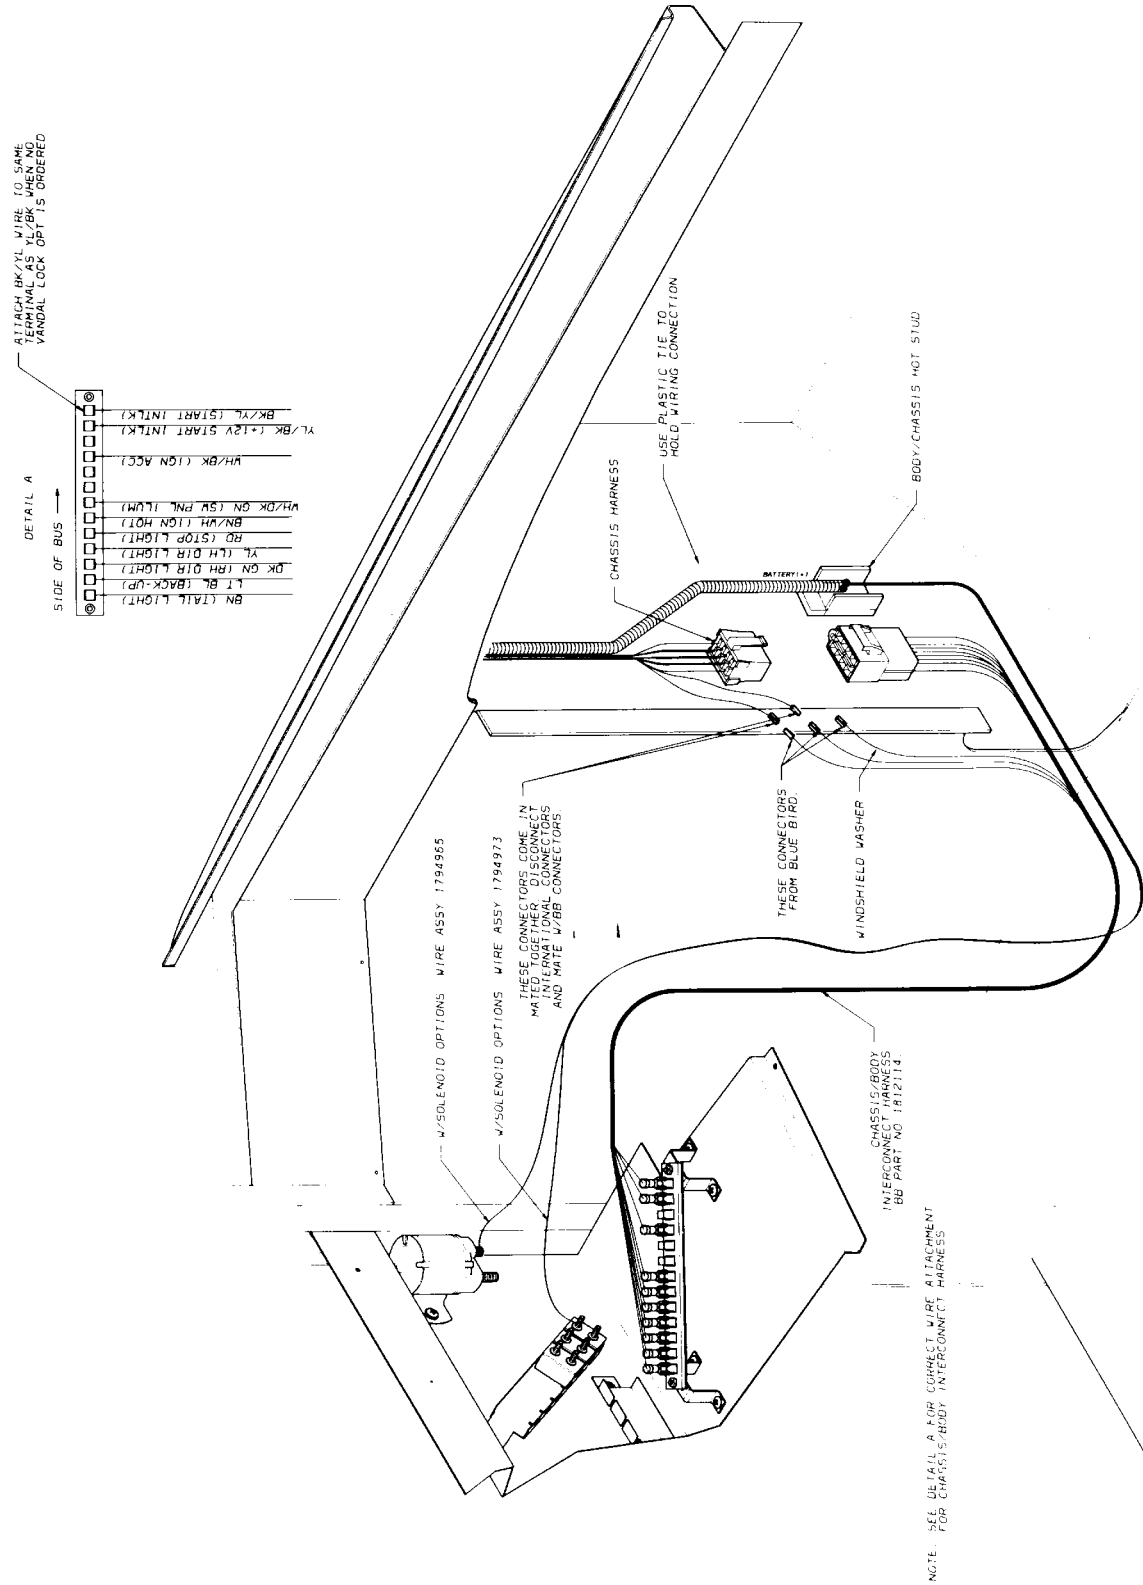 DETAIL A
SIDE OF BUS
ATTACH BK/YL WIRE TO SAME
TERMINAL AS YL/BK WHEN NO
VANDAL LOCK OPT IS ORDERED
BN (TAIL LIGHT)
LT BL (BACK-UP)
DK GN (RH DIR LIGHT)
YL (LH DIR LIGHT)
RD (STOP LIGHT)
BN/WH (IGN HOT)
WH/DK GN (SW PNL ILUM)
WH/BK (IGN ACC)
YL/BK (+12V START INTLK)
BK/YL (START INTLK)
W/SOLENOID OPTIONS WIRE ASSY 1794965
W/SOLENOID OPTIONS WIRE ASSY 1794973
THESE CONNECTORS COME IN
MATED TOGETHER. DISCONNECT
INTERNATIONAL CONNECTORS
AND MATE W/BB CONNECTORS.
CHASSIS HARNESS
USE PLASTIC TIE TO
HOLD WIRING CONNECTION
BATTERY(+)
BODY/CHASSIS HOT STUD
THESE CONNECTORS
FROM BLUE BIRD.
WINDSHIELD WASHER
CHASSIS/BODY
INTERCONNECT HARNESS
BB PART NO 1812114.
NOTE: SEE DETAIL A FOR CORRECT WIRE ATTACHMENT
FOR CHASSIS/BODY INTERCONNECT HARNESS